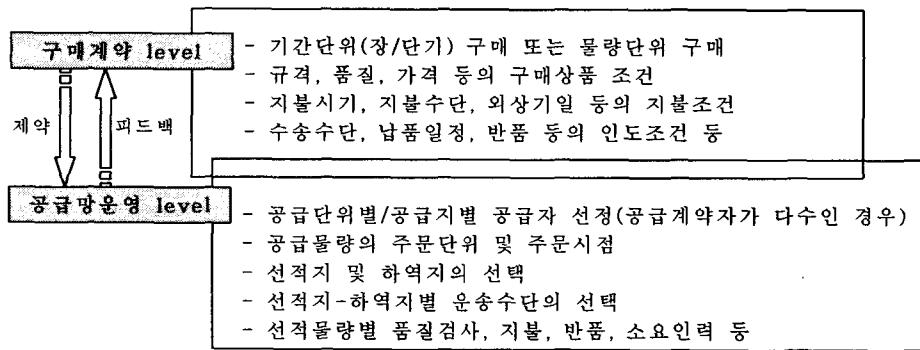 구매계약 level
- 기간단위(장/단기) 구매 또는 물량단위 구매
- 규격, 품질, 가격 등의 구매상품 조건
- 지불시기, 지불수단, 외상기일 등의 지불조건
- 수송수단, 납품일정, 반품 등의 인도조건 등
제약
피드백
공급망운영 level
- 공급단위별/공급지별 공급자 선정(공급계약자가 다수인 경우)
- 공급물량의 주문단위 및 주문시점
- 선적지 및 하역지의 선택
- 선적지-하역지별 운송수단의 선택
- 선적물량별 품질검사, 지불, 반품, 소요인력 등